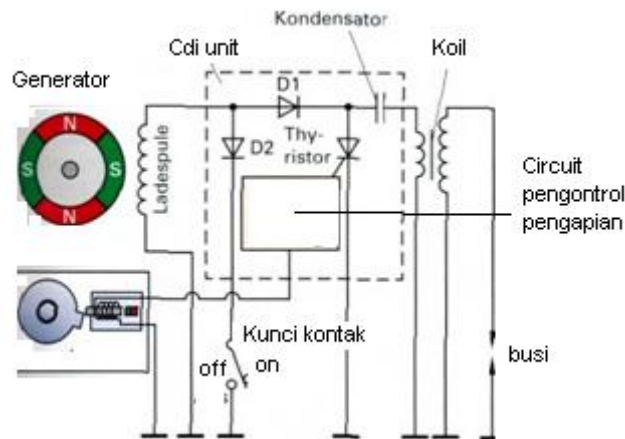 Kondensator
Cdi unit
Koil
Generator
D1
N
S
S
N
Ladespule
D2
Thy-
ristor
Circuit
pengontrol
pengapian
Kunci kontak
off
on
busi